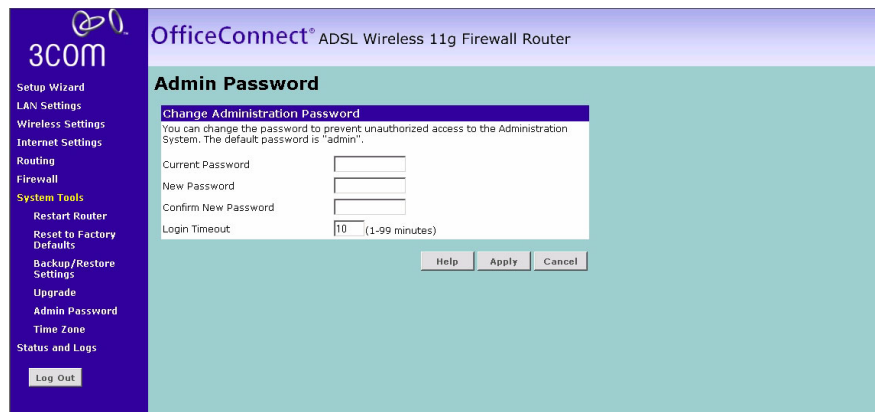 3COM
OfficeConnect® ADSL Wireless 11g Firewall Router
Setup Wizard
LAN Settings
Wireless Settings
Internet Settings
Routing
Firewall
System Tools
Restart Router
Reset to Factory
Defaults
Backup/Restore
Settings
Upgrade
Admin Password
Time Zone
Status and Logs
Log Out
Admin Password
Change Administration Password
You can change the password to prevent unauthorized access to the Administration
System. The default password is "admin".
Current Password
New Password
Confirm New Password
Login Timeout 10 (1-99 minutes)
Help Apply Cancel